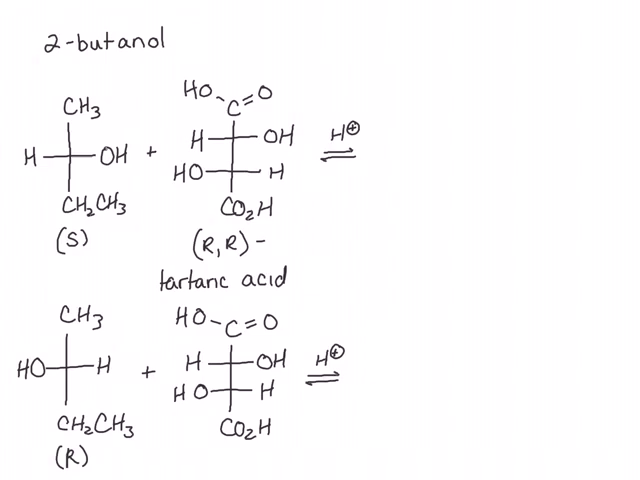 2-butanol
CH₃ HO C=O
H OH + H OH H⊕ ⇌
HO H
CH₂CH₃ CO₂H
(S) (R,R)-
tartaric acid
CH₃ HO-C=O
HO H + H OH H⊕ ⇌
HO H
CH₂CH₃ CO₂H
(R)